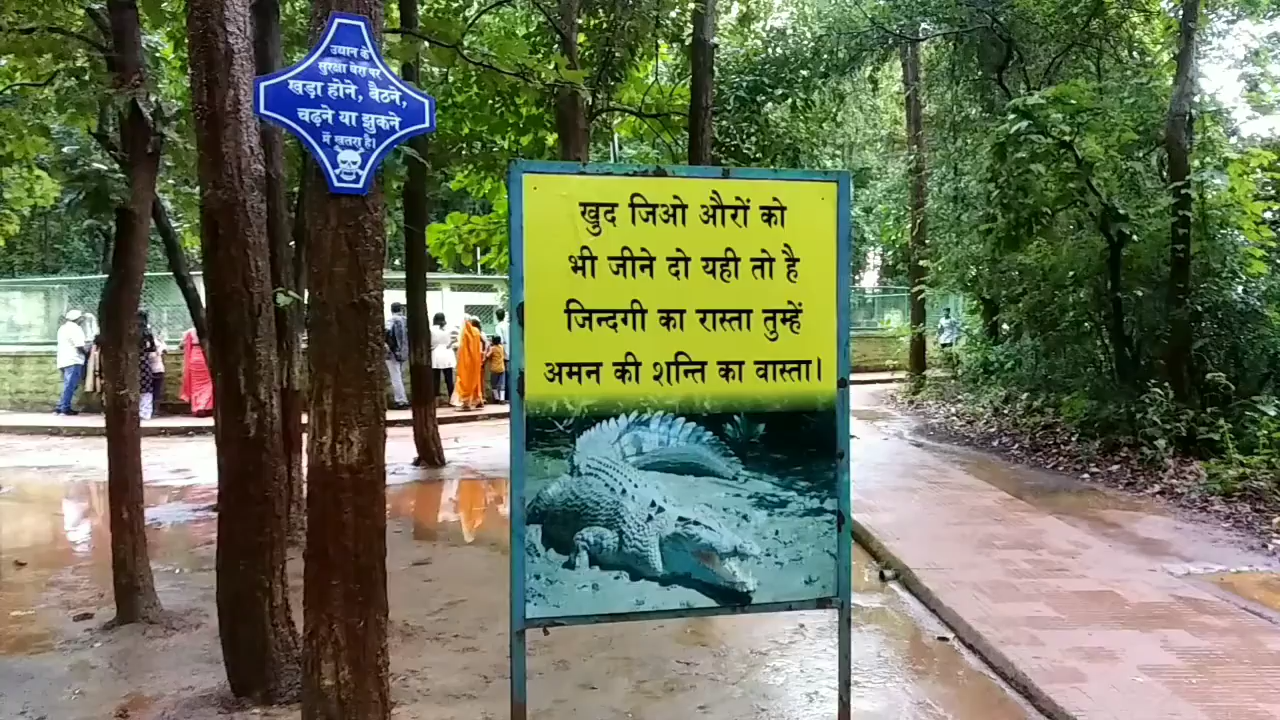 उद्यान के
सुरक्षा घेरा पर
खड़ा होने, बैठने,
चढ़ने या झुकने
में खतरा है।
खुद जिओ औरों को
भी जीने दो यही तो है
जिन्दगी का रास्ता तुम्हें
अमन की शन्ति का वास्ता।